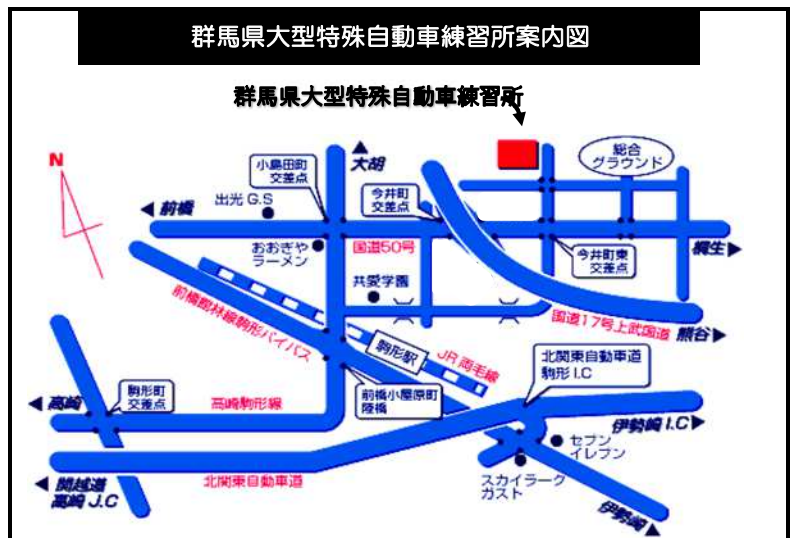 群馬県大型特殊自動車練習所案内図
群馬県大型特殊自動車練習所
N
大胡
小島田町
交差点
総合
グラウンド
今井町
交差点
出光 G.S
前橋
おおぎや
ラーメン
国道50号
今井町東
交差点
桐生
共愛学園
前橋館林線駒形バイパス
国道17号上武国道
熊谷
駒形駅
JR 両毛線
北関東自動車道
駒形 I.C
駒形町
交差点
高崎
高崎駒形線
前橋小屋原町
陸橋
伊勢崎 I.C
セブン
イレブン
関越道
高崎 J.C
北関東自動車道
スカイラーク
ガスト
伊勢崎